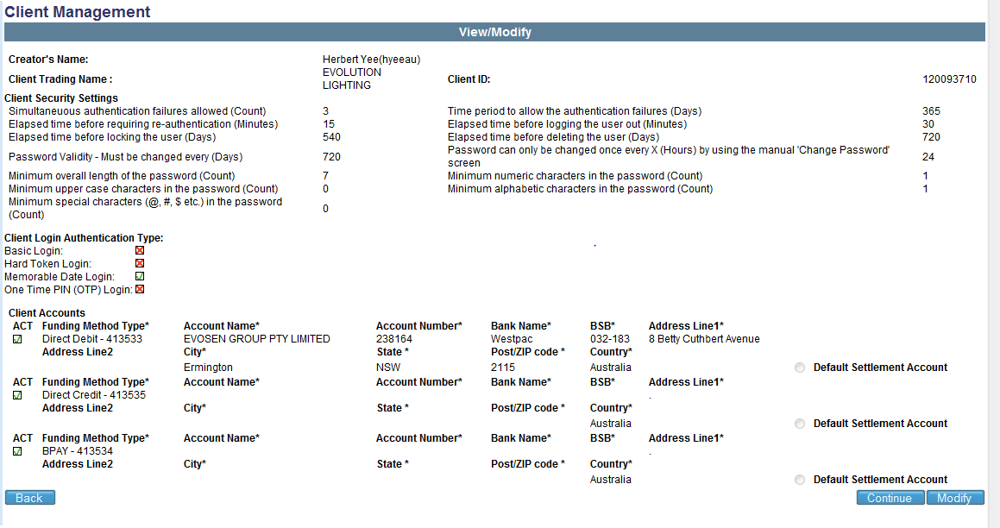 Client Management
View/Modify
Creator's Name: Herbert Yee(hyeeau)
Client Trading Name : EVOLUTION LIGHTING Client ID: 120093710
Client Security Settings
Simultaneous authentication failures allowed (Count) 3 Time period to allow the authentication failures (Days) 365
Elapsed time before requiring re-authentication (Minutes) 15 Elapsed time before logging the user out (Minutes) 30
Elapsed time before locking the user (Days) 540 Elapsed time before deleting the user (Days) 720
Password Validity - Must be changed every (Days) 720 Password can only be changed once every X (Hours) by using the manual 'Change Password' screen 24
Minimum overall length of the password (Count) 7 Minimum numeric characters in the password (Count) 1
Minimum upper case characters in the password (Count) 0 Minimum alphabetic characters in the password (Count) 1
Minimum special characters (@, #, $ etc.) in the password (Count) 0
Client Login Authentication Type:
Basic Login:
Hard Token Login:
Memorable Date Login:
One Time PIN (OTP) Login:
Client Accounts
ACT Funding Method Type* Account Name* Account Number* Bank Name* BSB* Address Line1*
Direct Debit - 413533 EVOSEN GROUP PTY LIMITED 238164 Westpac 032-183 8 Betty Cuthbert Avenue
Address Line2 City* State * Post/ZIP code * Country*
Ermington NSW 2115 Australia Default Settlement Account
ACT Funding Method Type* Account Name* Account Number* Bank Name* BSB* Address Line1*
Direct Credit - 413535 .
Address Line2 City* State * Post/ZIP code * Country*
Australia Default Settlement Account
ACT Funding Method Type* Account Name* Account Number* Bank Name* BSB* Address Line1*
BPAY - 413534 .
Address Line2 City* State * Post/ZIP code * Country*
Australia Default Settlement Account
Back Continue Modify